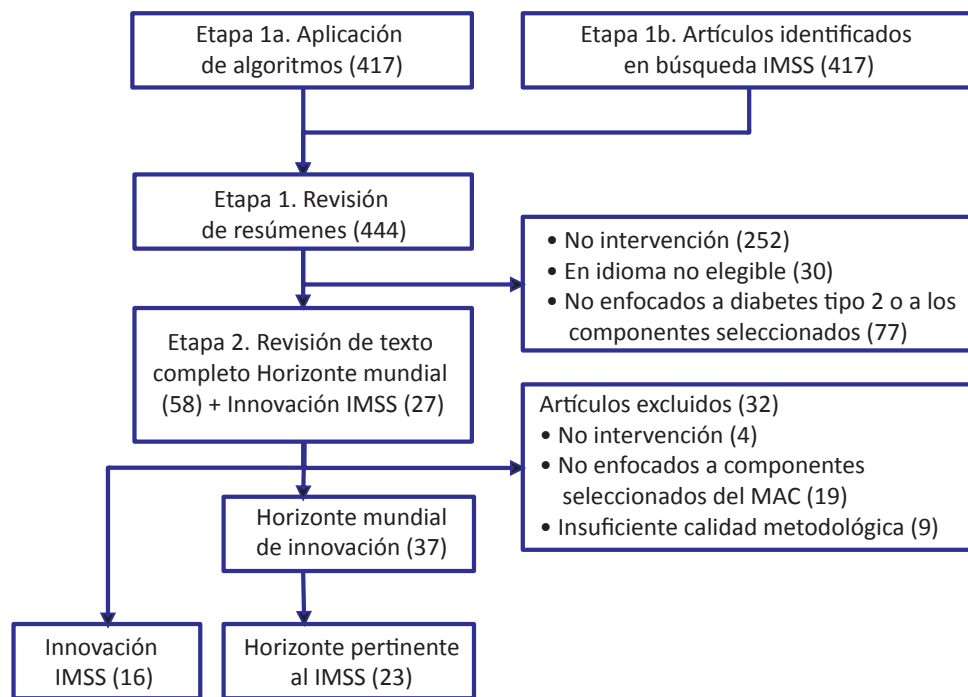 Etapa 1a. Aplicación
de algoritmos (417)
Etapa 1b. Artículos identificados
en búsqueda IMSS (417)
Etapa 1. Revisión
de resúmenes (444)
• No intervención (252)
• En idioma no elegible (30)
• No enfocados a diabetes tipo 2 o a los
componentes seleccionados (77)
Etapa 2. Revisión de texto
completo Horizonte mundial
(58) + Innovación IMSS (27)
Artículos excluidos (32)
• No intervención (4)
• No enfocados a componentes
seleccionados del MAC (19)
• Insuficiente calidad metodológica (9)
Horizonte mundial
de innovación (37)
Innovación
IMSS (16)
Horizonte pertinente
al IMSS (23)